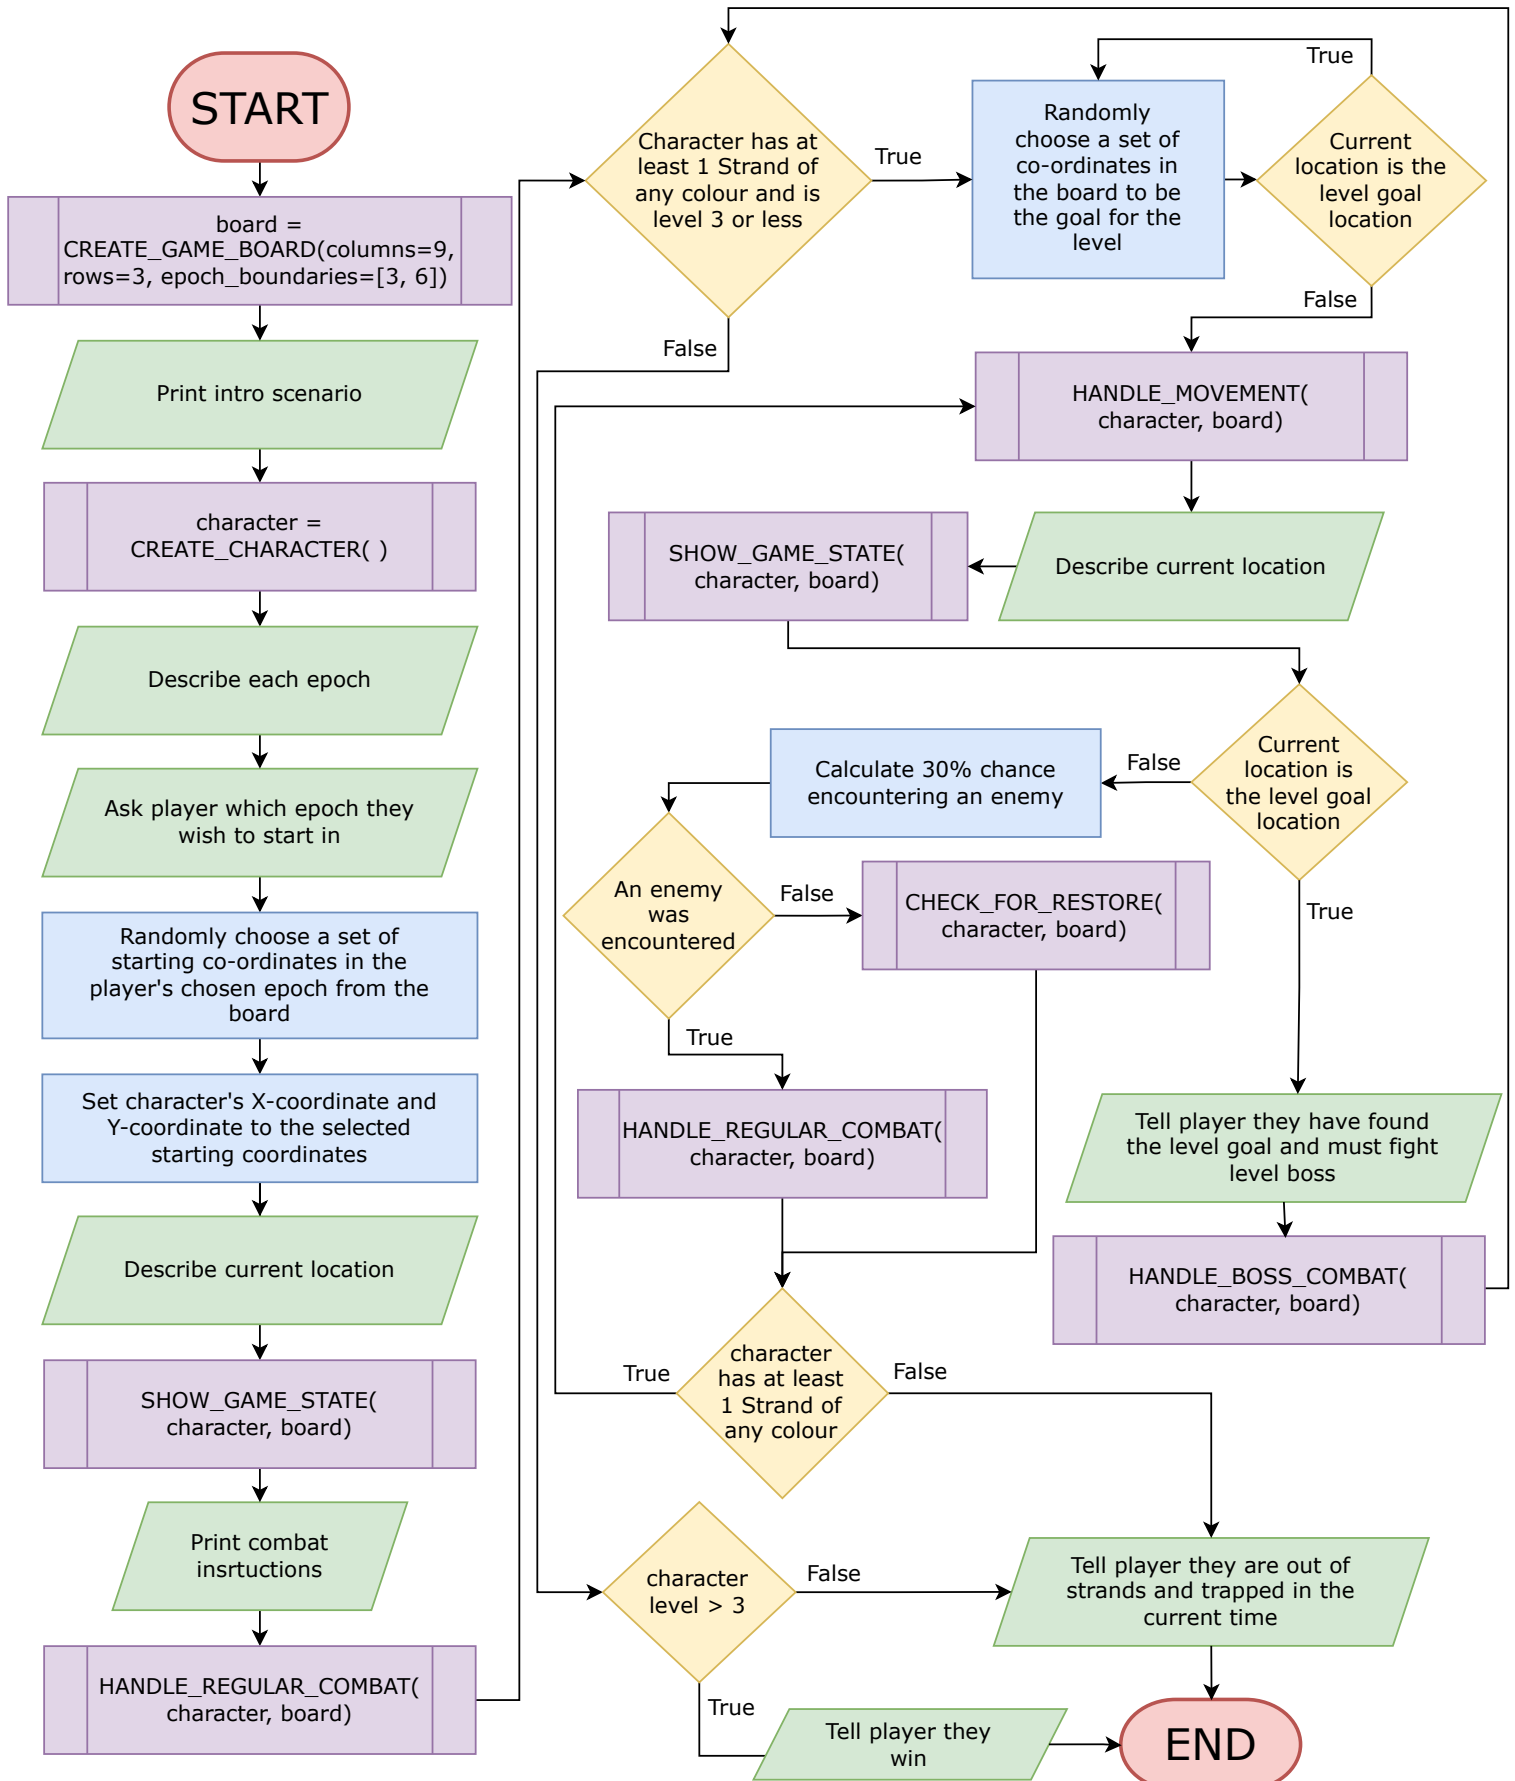 START
board =
CREATE_GAME_BOARD(columns=9,
rows=3, epoch_boundaries=[3, 6])
Print intro scenario
character =
CREATE_CHARACTER( )
Describe each epoch
Ask player which epoch they
wish to start in
Randomly choose a set of
starting co-ordinates in the
player's chosen epoch from the
board
Set character's X-coordinate and
Y-coordinate to the selected
starting coordinates
Describe current location
SHOW_GAME_STATE(
character, board)
Print combat
insrtuctions
HANDLE_REGULAR_COMBAT(
character, board)
Character has at
least 1 Strand of
any colour and is
level 3 or less
True
False
Randomly
choose a set of
co-ordinates in
the board to be
the goal for the
level
True
Current
location is the
level goal
location
False
HANDLE_MOVEMENT(
character, board)
Describe current location
SHOW_GAME_STATE(
character, board)
Current
location is
the level goal
location
False
True
Calculate 30% chance
encountering an enemy
An enemy
was
encountered
False
True
CHECK_FOR_RESTORE(
character, board)
HANDLE_REGULAR_COMBAT(
character, board)
Tell player they have found
the level goal and must fight
level boss
HANDLE_BOSS_COMBAT(
character, board)
character
has at least
1 Strand of
any colour
True
False
character
level > 3
False
True
Tell player they are out of
strands and trapped in the
current time
Tell player they
win
END